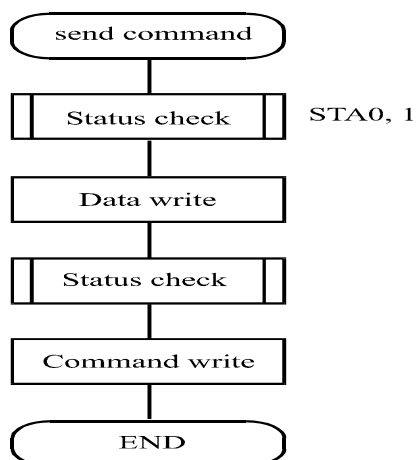 send command
Status check
STA0, 1
Data write
Status check
Command write
END